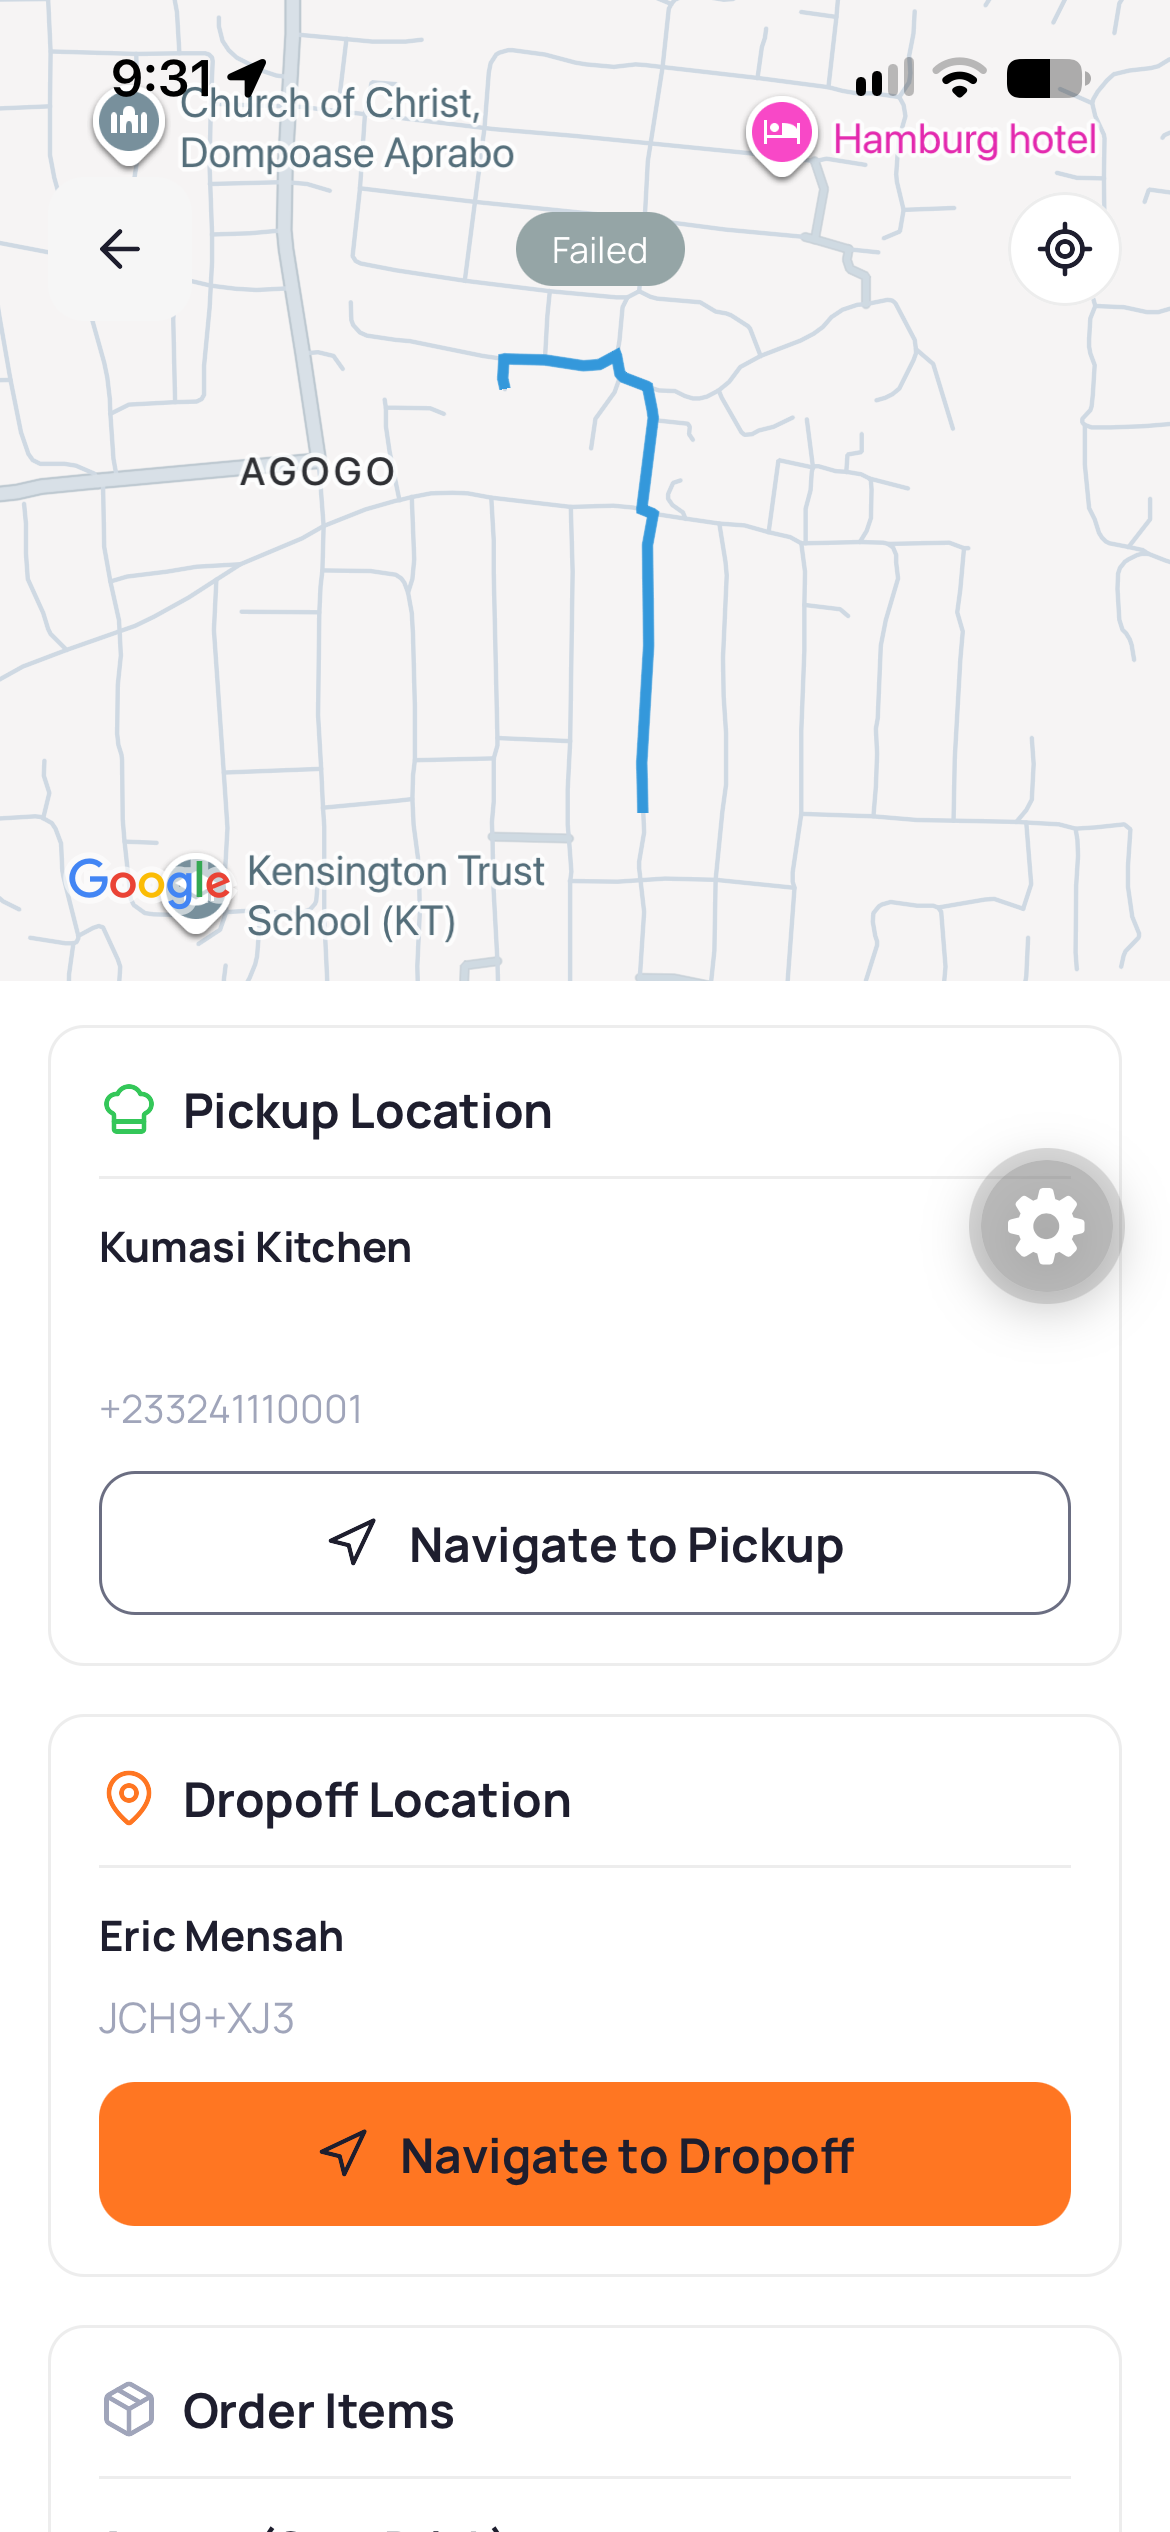 9:31
Church of Christ,
Dompoase Aprabo
Hamburg hotel
Failed
AGOGO
Google
Kensington Trust
School (KT)
Pickup Location
Kumasi Kitchen
+233241110001
Navigate to Pickup
Dropoff Location
Eric Mensah
JCH9+XJ3
Navigate to Dropoff
Order Items